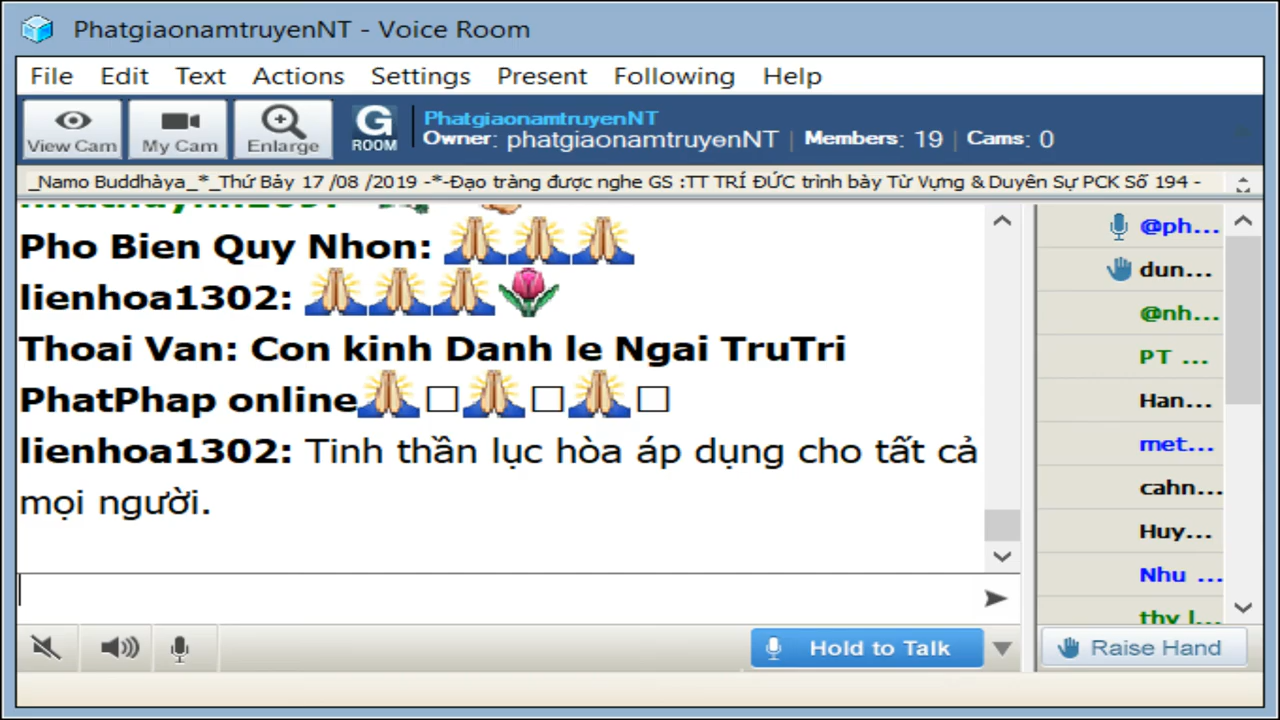 PhatgiaonamtruyenNT - Voice Room
File Edit Text Actions Settings Present Following Help
View Cam My Cam Enlarge G ROOM
PhatgiaonamtruyenNT
Owner: phatgiaonamtruyenNT | Members: 19 | Cams: 0
_Namo Buddhàya_*_Thứ Bảy 17 /08 /2019 -*-Đạo tràng được nghe GS :TT TRÍ ĐỨC trình bày Từ Vựng & Duyên Sự PCK Số 194 -
Pho Bien Quy Nhon: 🙏🙏🙏
lienhoa1302: 🙏🙏🙏🌷
Thoai Van: Con kinh Danh le Ngai TruTri
PhatPhap online🙏□🙏□🙏□
lienhoa1302: Tinh thần lục hòa áp dụng cho tất cả
mọi người.
@ph...
dun...
@nh...
PT ...
Han...
met...
cahn...
Huy...
Nhu ...
thy l...
Hold to Talk
Raise Hand